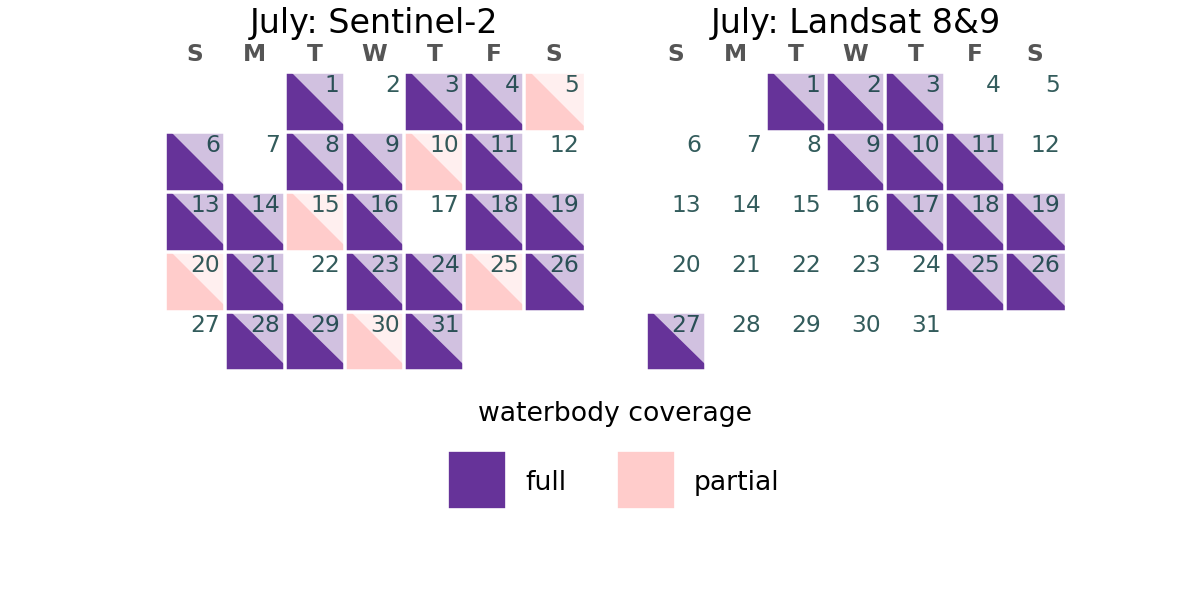 July: Sentinel-2
S M T W T F S
1 2 3 4 5
6 7 8 9 10 11 12
13 14 15 16 17 18 19
20 21 22 23 24 25 26
27 28 29 30 31
July: Landsat 8&9
S M T W T F S
1 2 3 4 5
6 7 8 9 10 11 12
13 14 15 16 17 18 19
20 21 22 23 24 25 26
27 28 29 30 31
waterbody coverage
full partial